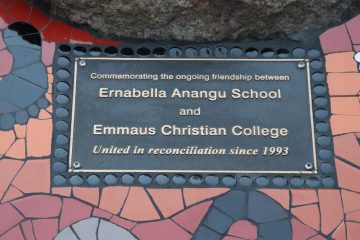 Commemorating the ongoing friendship between
Ernabella Anangu School
and
Emmaus Christian College
United in reconciliation since 1993